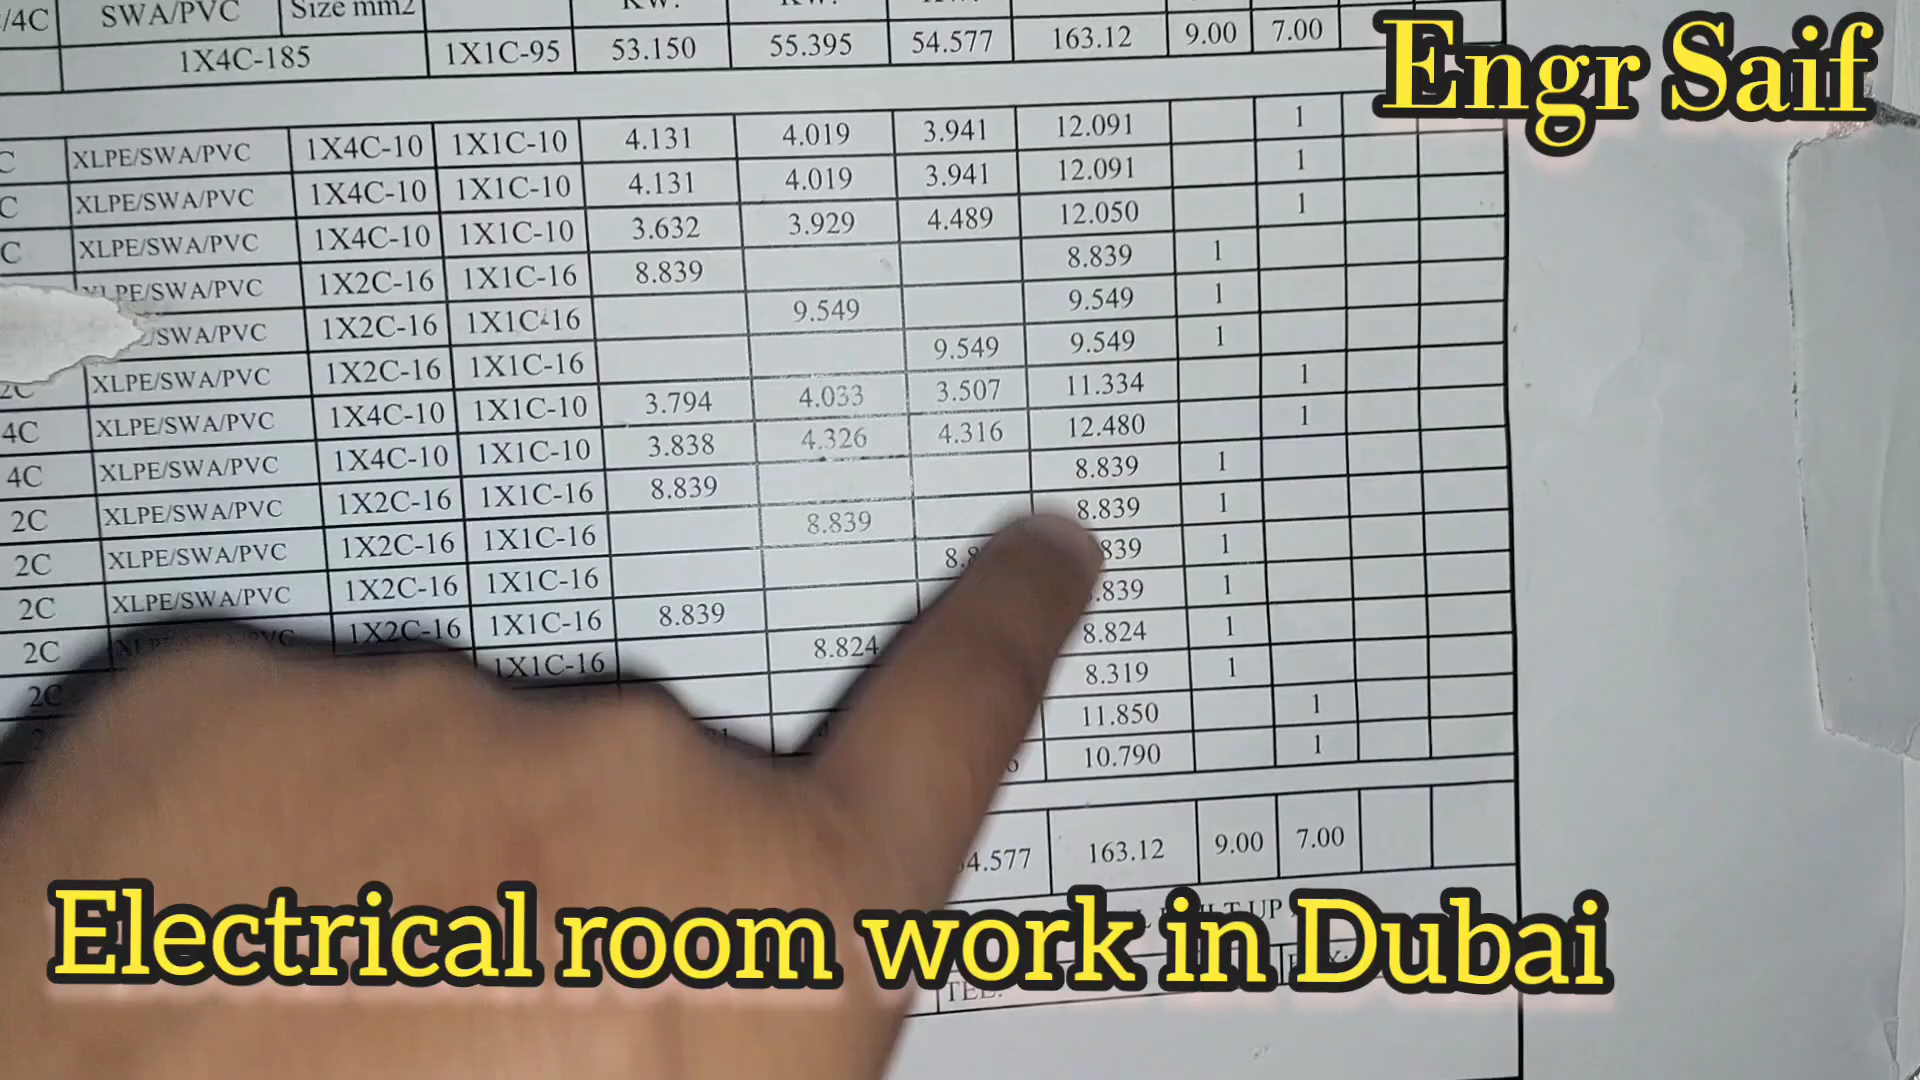 /4C SWA/PVC Size mm2 KW. KW. KW.
1X4C-185 1X1C-95 53.150 55.395 54.577 163.12 9.00 7.00
Engr Saif
C XLPE/SWA/PVC 1X4C-10 1X1C-10 4.131 4.019 3.941 12.091 1
C XLPE/SWA/PVC 1X4C-10 1X1C-10 4.131 4.019 3.941 12.091 1
C XLPE/SWA/PVC 1X4C-10 1X1C-10 3.632 3.929 4.489 12.050 1
XLPE/SWA/PVC 1X2C-16 1X1C-16 8.839 8.839 1
/SWA/PVC 1X2C-16 1X1C-16 9.549 9.549 1
2C XLPE/SWA/PVC 1X2C-16 1X1C-16 9.549 9.549 1
4C XLPE/SWA/PVC 1X4C-10 1X1C-10 3.794 4.033 3.507 11.334 1
4C XLPE/SWA/PVC 1X4C-10 1X1C-10 3.838 4.326 4.316 12.480 1
2C XLPE/SWA/PVC 1X2C-16 1X1C-16 8.839 8.839 1
2C XLPE/SWA/PVC 1X2C-16 1X1C-16 8.839 8.839 1
2C XLPE/SWA/PVC 1X2C-16 1X1C-16 839 1
2C 1X2C-16 1X1C-16 8.839 .839 1
2C 1X1C-16 8.824 8.824 1
8.319 1
11.850 1
10.790 1
4.577 163.12 9.00 7.00
Electrical room work in Dubai
TEL: